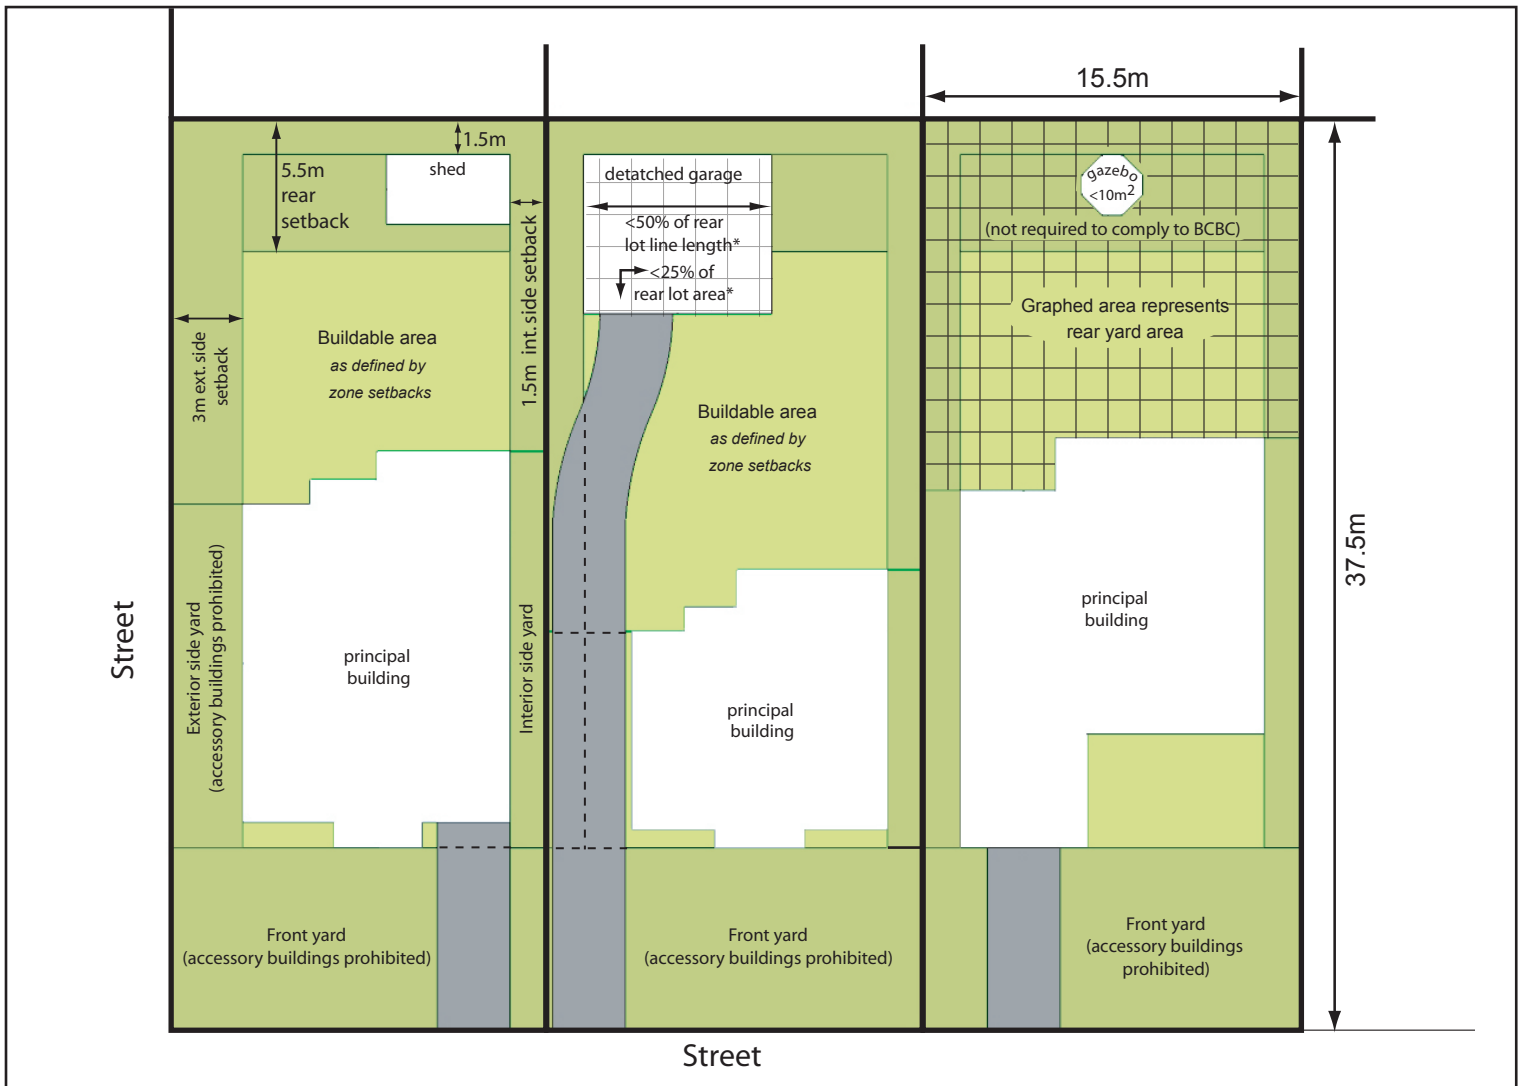 15.5m
1.5m
shed
5.5m
rear
setback
3m ext. side
setback
1.5m int. side setback
Buildable area
as defined by
zone setbacks
Exterior side yard
(accessory buildings prohibited)
principal
building
Interior side yard
Front yard
(accessory buildings prohibited)
detatched garage
<50% of rear
lot line length*
<25% of
rear lot area*
Buildable area
as defined by
zone setbacks
principal
building
Front yard
(accessory buildings prohibited)
gazebo
<10m2
(not required to comply to BCBC)
Graphed area represents
rear yard area
principal
building
Front yard
(accessory buildings
prohibited)
37.5m
Street
Street